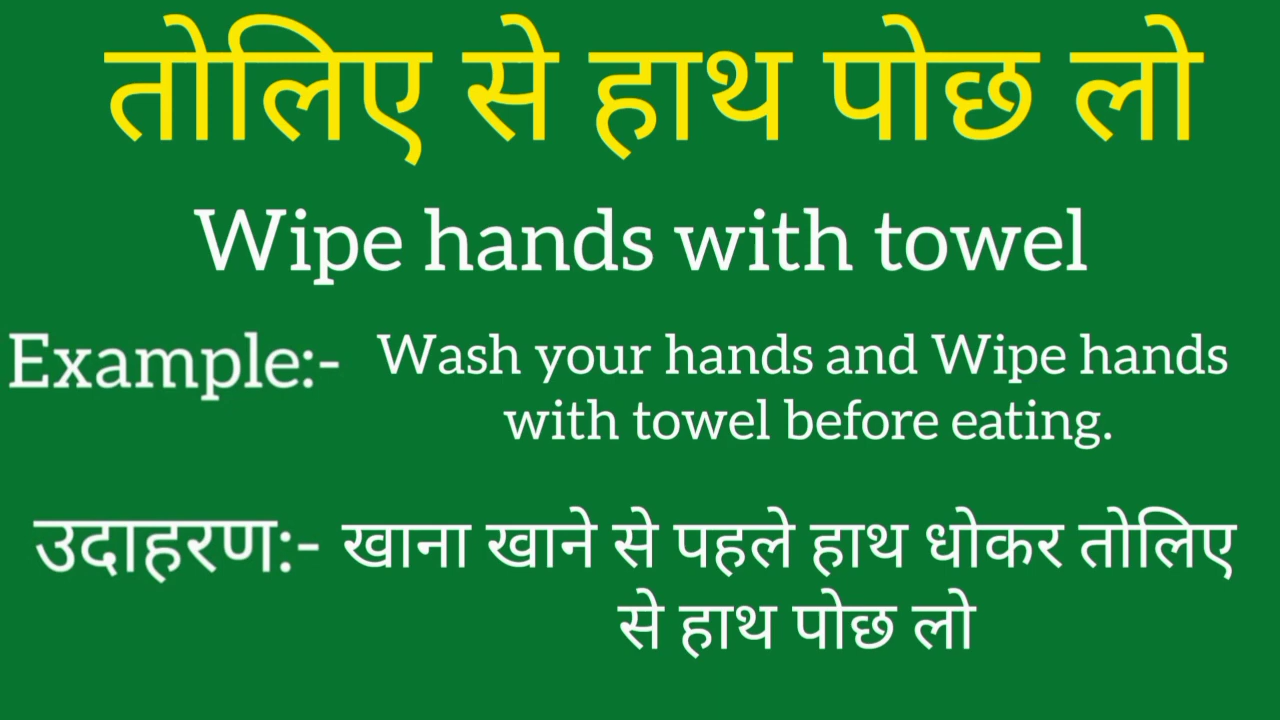 तोलिए से हाथ पोछ लो
Wipe hands with towel
Example:- Wash your hands and Wipe hands
with towel before eating.
उदाहरण:- खाना खाने से पहले हाथ धोकर तोलिए
से हाथ पोछ लो